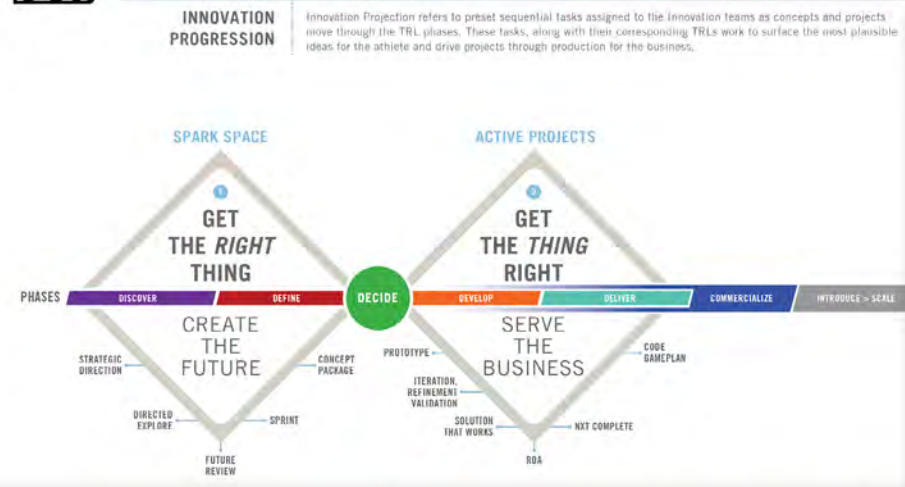 INNOVATION
PROGRESSION
Innovation Projection refers to preset sequential tasks assigned to the Innovation teams as concepts and projects
move through the TRL phases. These tasks, along with their corresponding TRLs work to surface the most plausible
ideas for the athlete and drive projects through production for the business.
SPARK SPACE
ACTIVE PROJECTS
1
GET
THE RIGHT
THING
GET
THE THING
RIGHT
PHASES
DISCOVER
DEFINE
DECIDE
DEVELOP
DELIVER
COMMERCIALIZE
INTRODUCE > SCALE
CREATE
THE
FUTURE
SERVE
THE
BUSINESS
STRATEGIC
DIRECTION
CONCEPT
PACKAGE
DIRECTED
EXPLORE
SPRINT
FUTURE
REVIEW
PROTOTYPE
CODE
GAMEPLAN
ITERATION,
REFINEMENT
VALIDATION
SOLUTION
THAT WORKS
NXT COMPLETE
ROA